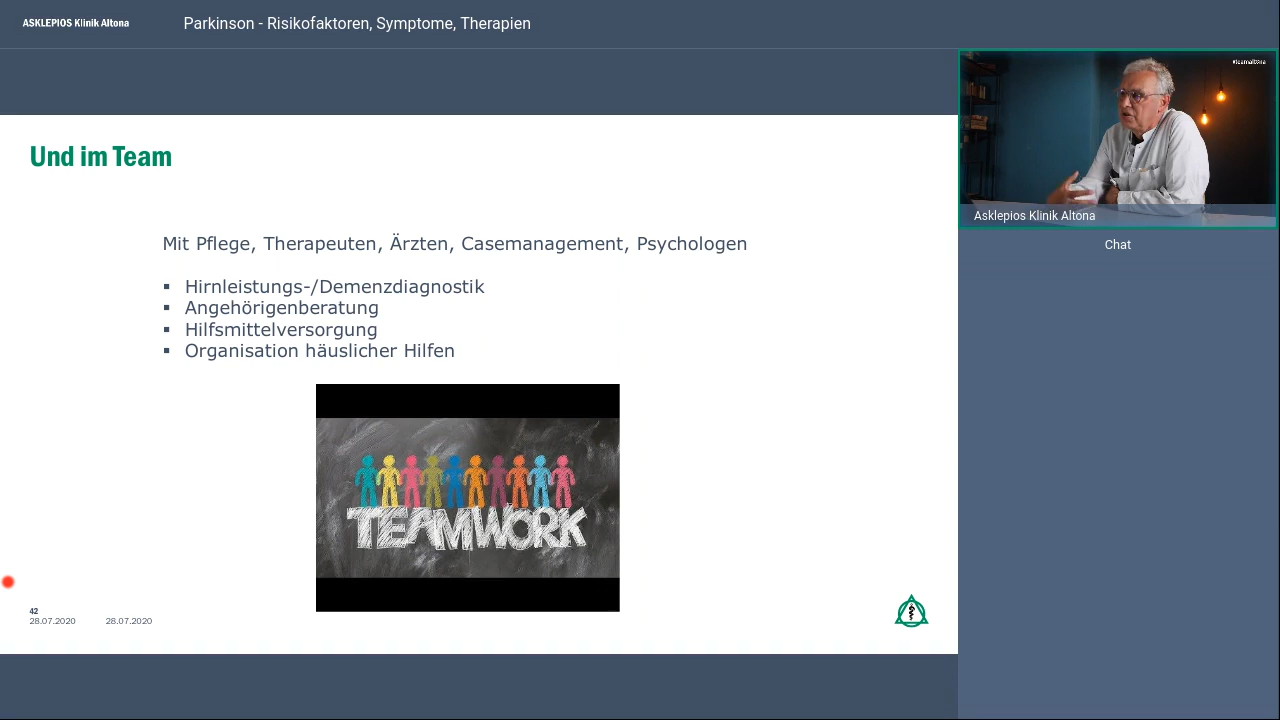 ASKLEPIOS Klinik Altona
Parkinson - Risikofaktoren, Symptome, Therapien
#teamaltona
Asklepios Klinik Altona
Chat
Und im Team
Mit Pflege, Therapeuten, Ärzten, Casemanagement, Psychologen
▪ Hirnleistungs-/Demenzdiagnostik
▪ Angehörigenberatung
▪ Hilfsmittelversorgung
▪ Organisation häuslicher Hilfen
TEAMWORK
42
28.07.2020 28.07.2020